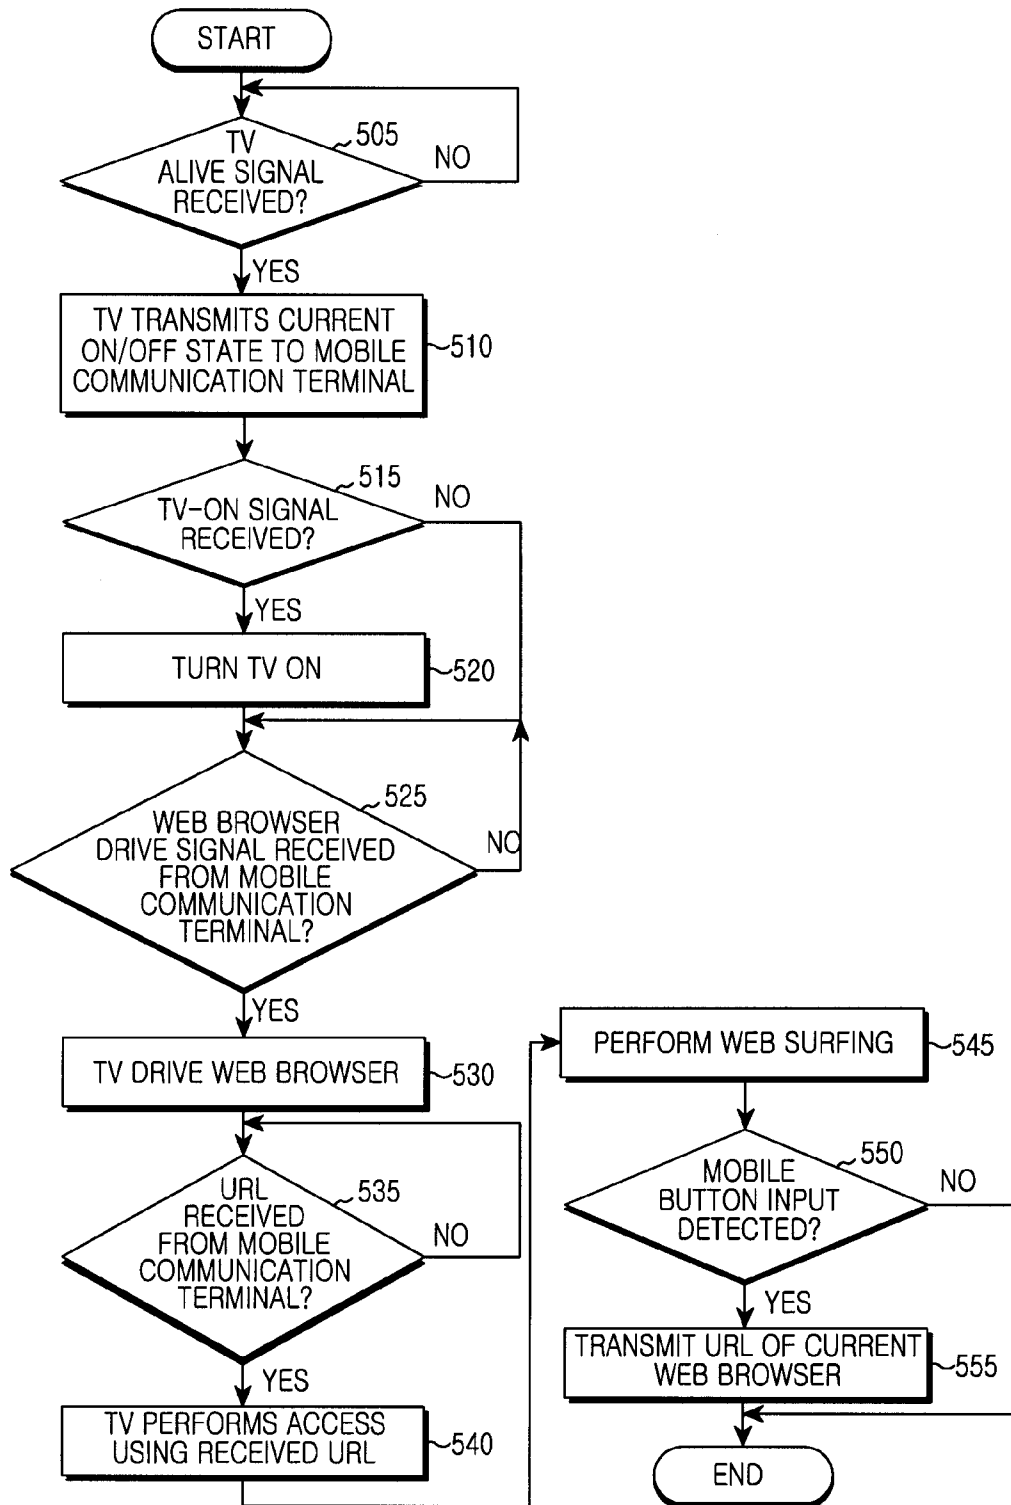 START
TV
ALIVE SIGNAL
RECEIVED?
505
NO
YES
TV TRANSMITS CURRENT
ON/OFF STATE TO MOBILE
COMMUNICATION TERMINAL
510
TV-ON SIGNAL
RECEIVED?
515
NO
YES
TURN TV ON
520
WEB BROWSER
DRIVE SIGNAL RECEIVED
FROM MOBILE
COMMUNICATION
TERMINAL?
525
NO
YES
TV DRIVE WEB BROWSER
530
URL
RECEIVED
FROM MOBILE
COMMUNICATION
TERMINAL?
535
NO
YES
TV PERFORMS ACCESS
USING RECEIVED URL
540
PERFORM WEB SURFING
545
MOBILE
BUTTON INPUT
DETECTED?
550
NO
YES
TRANSMIT URL OF CURRENT
WEB BROWSER
555
END